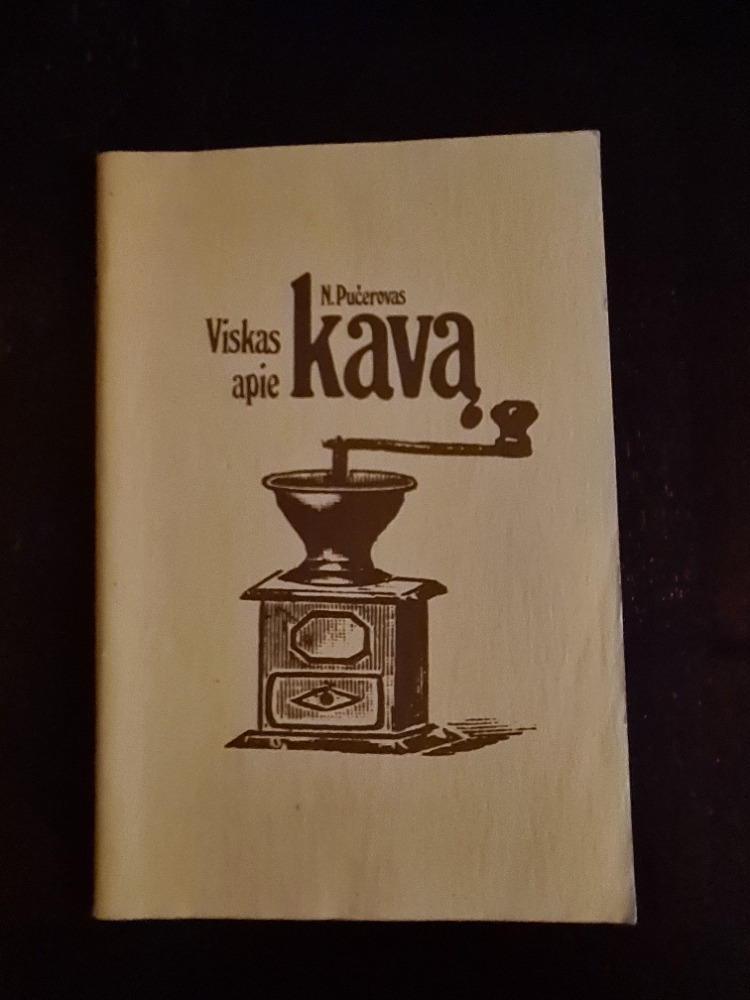 N.Pučerovas
Viskas
apie
kavą